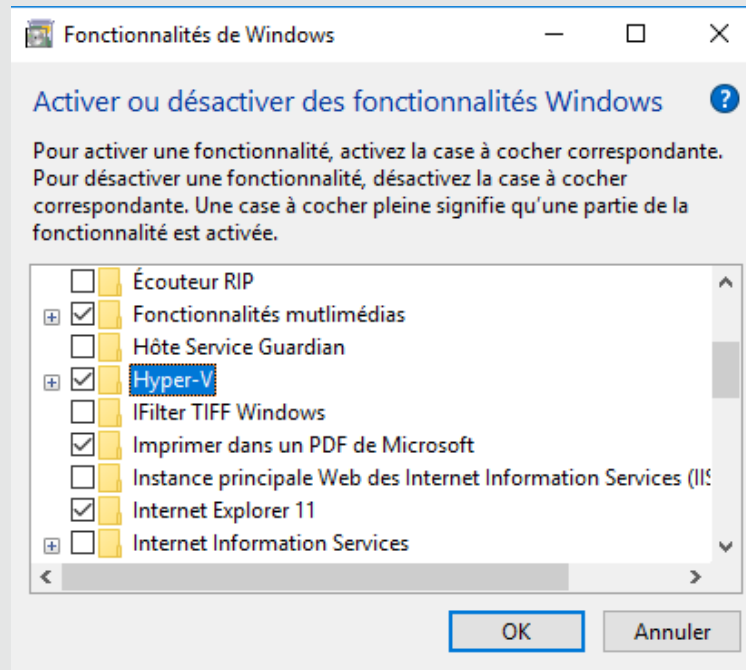 Fonctionnalités de Windows
Activer ou désactiver des fonctionnalités Windows
?
Pour activer une fonctionnalité, activez la case à cocher correspondante.
Pour désactiver une fonctionnalité, désactivez la case à cocher
correspondante. Une case à cocher pleine signifie qu'une partie de la
fonctionnalité est activée.
Écouteur RIP
Fonctionnalités mutlimédias
Hôte Service Guardian
Hyper-V
IFilter TIFF Windows
Imprimer dans un PDF de Microsoft
Instance principale Web des Internet Information Services (IIS
Internet Explorer 11
Internet Information Services
OK
Annuler